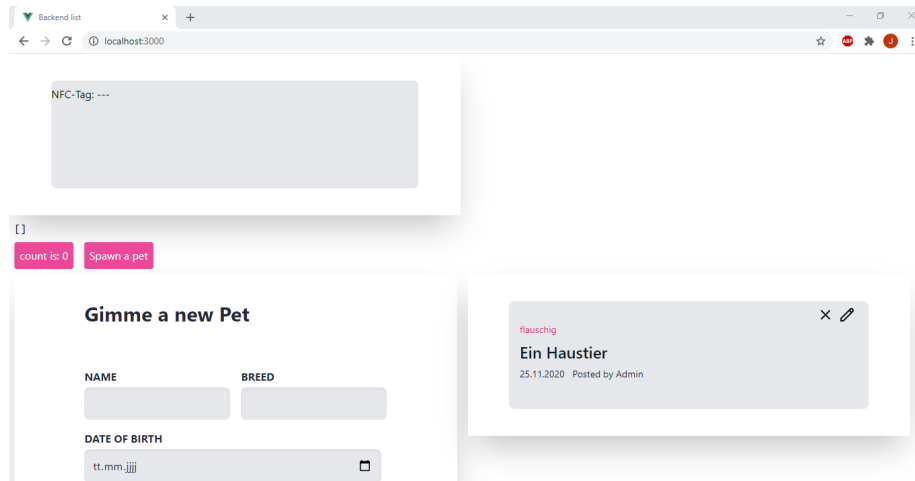 Backend list
localhost:3000
ABP
J
NFC-Tag: ---
[]
count is: 0
Spawn a pet
Gimme a new Pet
NAME
BREED
DATE OF BIRTH
tt.mm.jjjj
flauschig
Ein Haustier
25.11.2020 Posted by Admin